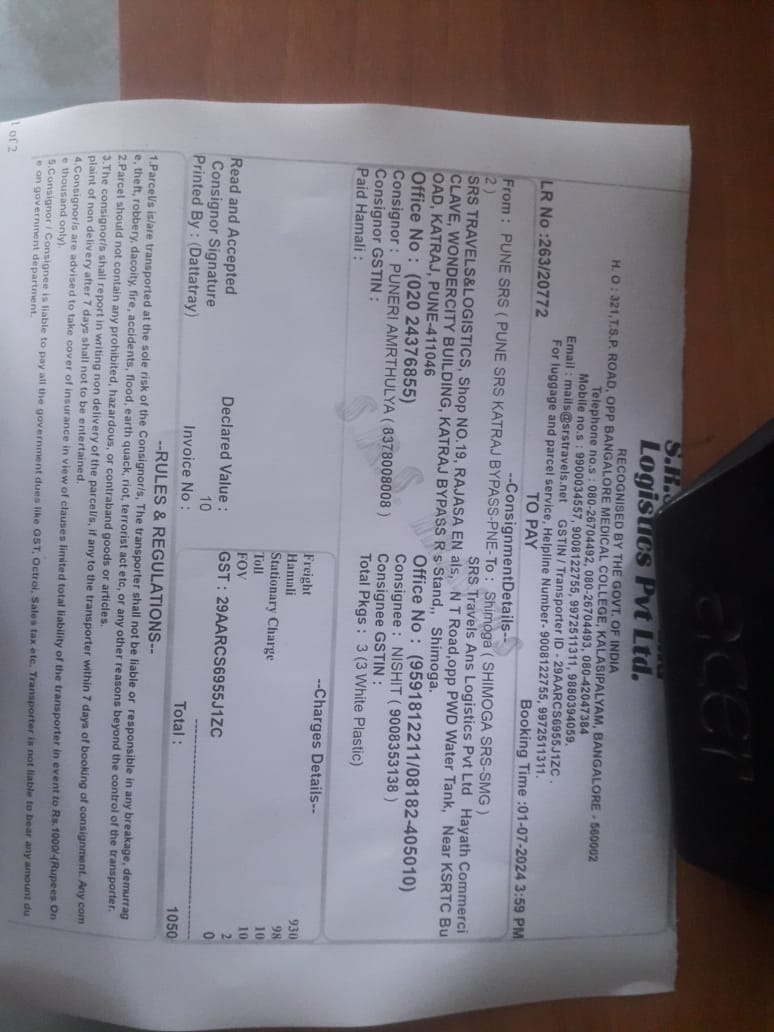 S.R.S
Logistics Pvt Ltd.
RECOGNISED BY THE GOVT. OF INDIA
H. O : 321,T.S.P. ROAD, OPP BANGALORE MEDICAL COLLEGE, KALASIPALYAM, BANGALORE - 560002
Telephone no.s : 080-26704492, 080-26704493, 080-42047384
Mobile no.s : 9900034557, 9008122755, 9972511311, 9880394059,
Email : mails@srstravels.net GSTIN / Transporter ID - 29AARCS6955J1ZC .
For luggage and parcel service, Helpline Number- 9008122755, 9972511311.
LR No :263/20772 TO PAY Booking Time :01-07-2024 3:59 PM
--ConsignmentDetails--
From : PUNE SRS ( PUNE SRS KATRAJ BYPASS-PNE- To : Shimoga ( SHIMOGA SRS-SMG )
2 )
SRS TRAVELS&LOGISTICS, Shop NO.19, RAJASA EN SRS Travels Ans Logistics Pvt Ltd Hayath Commerci
CLAVE, WONDERCITY BUILDING, KATRAJ BYPASS R als, N T Road,opp PWD Water Tank, Near KSRTC Bu
OAD, KATRAJ, PUNE-411046 s Stand,, Shimoga.
Office No : (020 24376855) Office No : (9591812211/08182-405010)
Consignor : PUNERI AMRTHULYA ( 8378008008 ) Consignee : NISHIT ( 9008353138 )
Consignor GSTIN : Consignee GSTIN :
Paid Hamali : Total Pkgs : 3 (3 White Plastic)
--Charges Details--
Freight 930
Hamali 98
Stationary Charge 10
Toll 10
FOV 2
GST : 29AARCS6955J1ZC 0
Total : 1050
Read and Accepted
Consignor Signature Declared Value :
10
Printed By : (Dattatray) Invoice No :
--RULES & REGULATIONS--
1.Parcel/s is/are transported at the sole risk of the Consignor/s, The transporter shall not be liable or responsible in any breakage, demurrag
e, theft, robbery, dacoity, fire, accidents, flood, earth quack, riot, terrorist act etc, or any other reasons beyond the control of the transporter.
2.Parcel should not contain any prohibited, hazardous, or contraband goods or articles.
3.The consignor/s shall report in writing non delivery of the parcel/s, if any to the transporter within 7 days of booking of consignment. Any com
plaint of non delivery after 7 days shall not to be entertained.
4.Consignor/s are advised to take cover of insurance in view of clauses limited total liability of the transporter in event to Rs.1000/-(Rupees On
e thousand only).
5.Consignor / Consignee is liable to pay all the government dues like GST, Octroi, Sales tax etc. Transporter is not liable to bear any amount du
e on government department.
1 of 2
acer